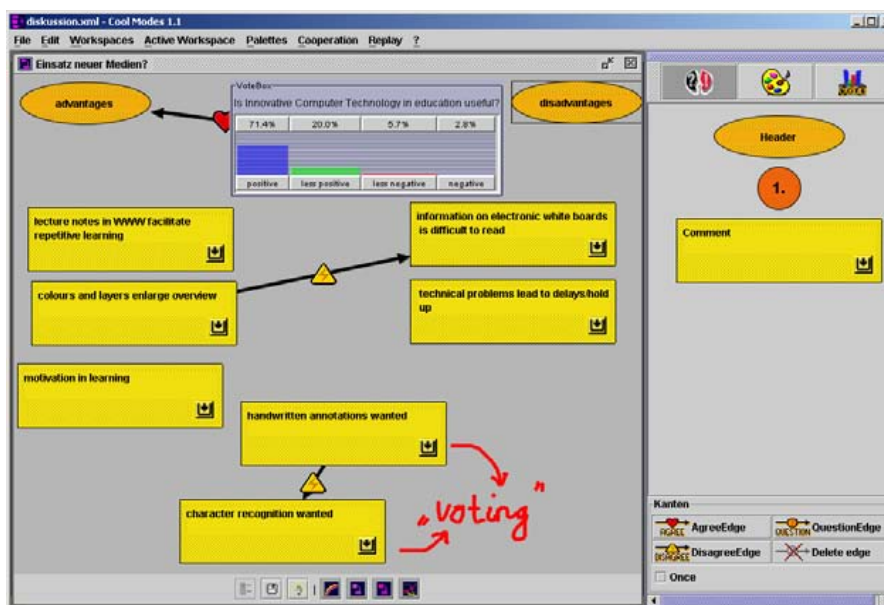 diskussion.xml - Cool Modes 1.1
File Edit Workspaces Active Workspace Palettes Cooperation Replay ?
Einsatz neuer Medien?
advantages
VoteBox
Is Innovative Computer Technology in education useful?
71.4% 20.0% 5.7% 2.8%
positive less positive less negative negative
disadvantages
lecture notes in WWW facilitate
repetitive learning
information on electronic white boards
is difficult to read
colours and layers enlarge overview
technical problems lead to delays/hold
up
motivation in learning
handwritten annotations wanted
character recognition wanted
„voting"
Header
1.
Comment
Kanten
AGREE AgreeEdge
QUESTION QuestionEdge
DISAGREE DisagreeEdge
Delete edge
Once